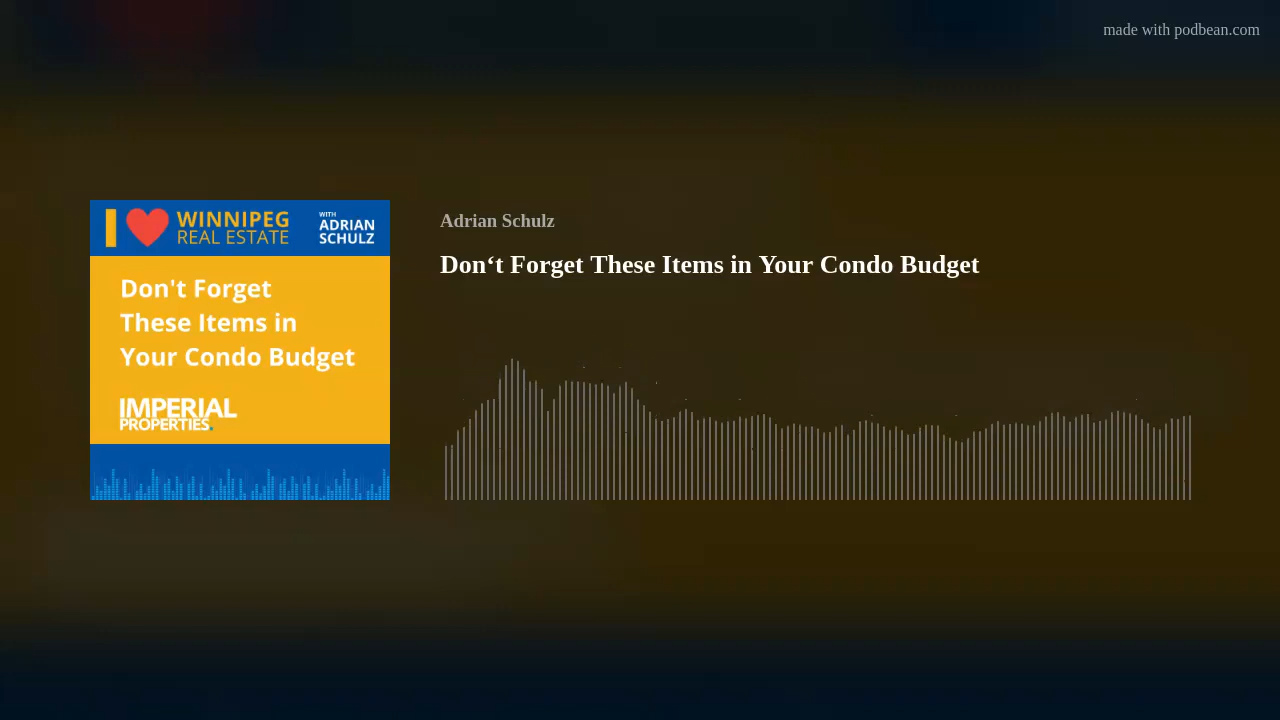 made with podbean.com
I ❤ WINNIPEG REAL ESTATE
WITH ADRIAN SCHULZ
Don't Forget
These Items in
Your Condo Budget
IMPERIAL
PROPERTIES.
Adrian Schulz
Don‘t Forget These Items in Your Condo Budget